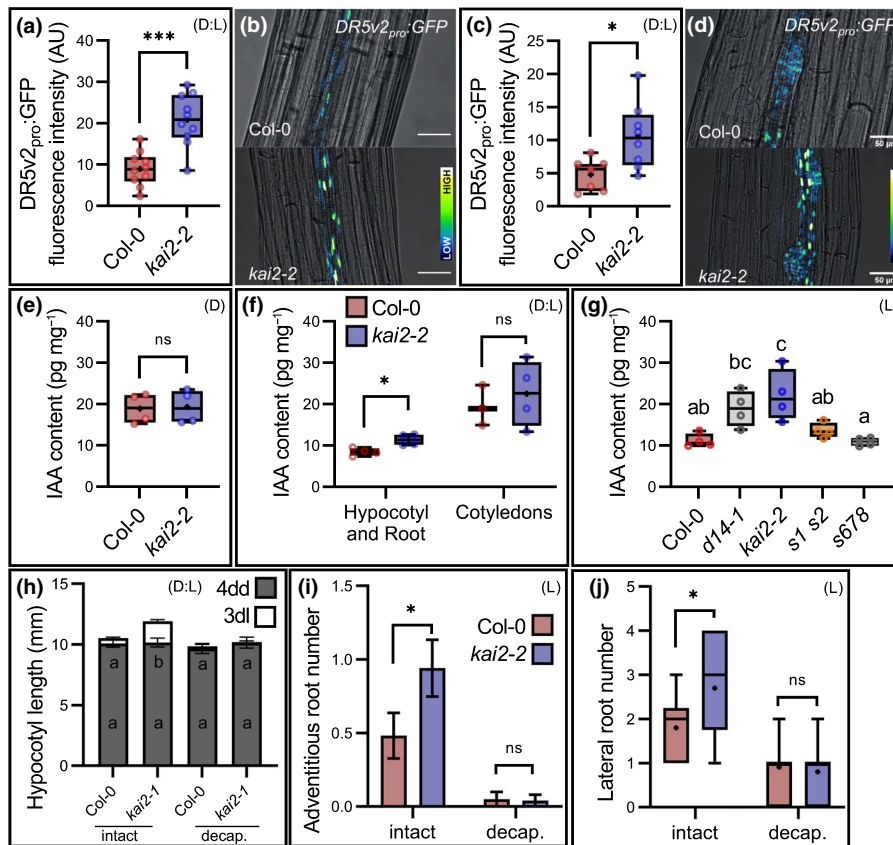 (a)
(D:L)
DR5v2pro:GFP
fluorescence intensity (AU)
40
30
20
10
0
***
Col-0
kai2-2
(b)
DR5v2pro:GFP
Col-0
kai2-2
HIGH
LOW
(c)
(D:L)
DR5v2pro:GFP
fluorescence intensity (AU)
25
20
15
10
5
0
*
Col-0
kai2-2
(d)
DR5v2pro:GFP
Col-0
50 µm
kai2-2
50 µm
(e)
(D)
IAA content (pg mg⁻¹)
40
30
20
10
0
ns
Col-0
kai2-2
(f)
(D:L)
IAA content (pg mg⁻¹)
40
30
20
10
0
Col-0
kai2-2
*
ns
Hypocotyl
and Root
Cotyledons
(g)
(L
IAA content (pg mg⁻¹)
40
30
20
10
0
ab
bc
c
ab
a
Col-0
d14-1
kai2-2
s1 s2
s678
(h)
(D:L)
4dd
3dl
Hypocotyl length (mm)
15
10
5
0
a
b
a
a
a
a
a
a
Col-0
kai2-1
Col-0
kai2-1
intact
decap.
(i)
(L)
Adventitious root number
1.5
1.0
0.5
0.0
*
ns
Col-0
kai2-2
intact
decap.
(j)
(L)
Lateral root number
5
4
3
2
1
0
*
ns
intact
decap.